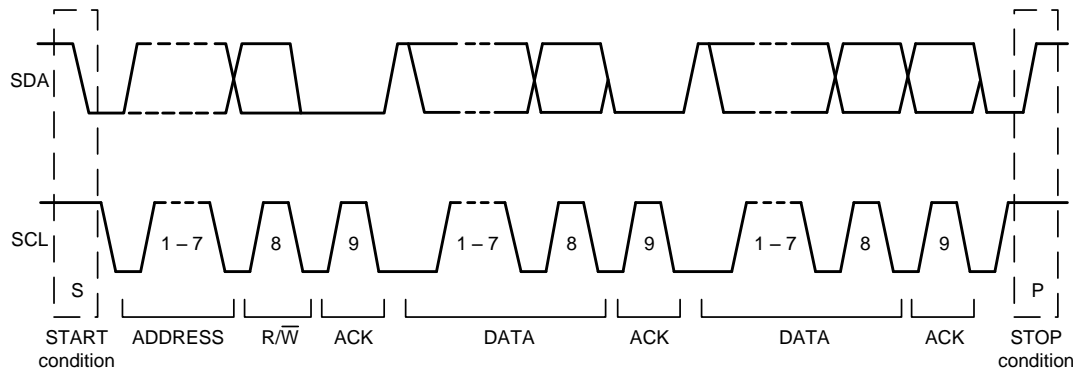 SDA
SCL
1 – 7 8 9 1 – 7 8 9 1 – 7 8 9
S P
START condition ADDRESS R/W̅ ACK DATA ACK DATA ACK STOP condition